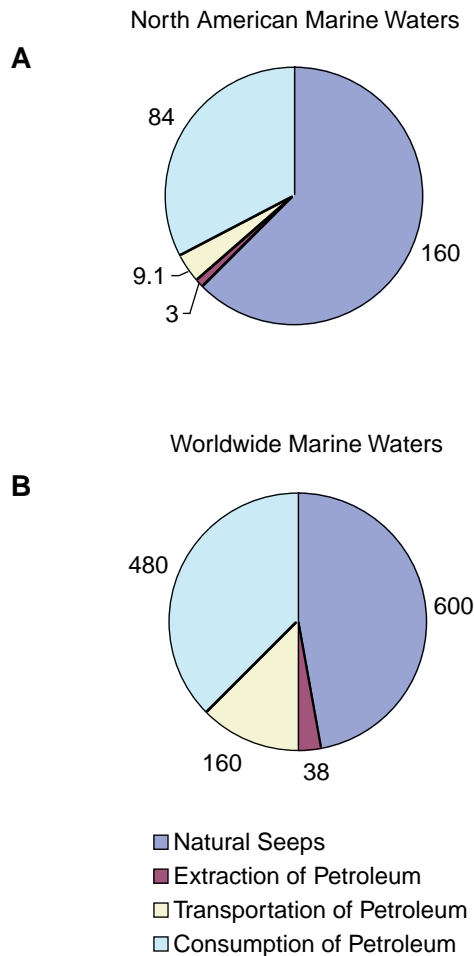 North American Marine Waters
A
84
160
9.1
3
Worldwide Marine Waters
B
480
600
160
38
Natural Seeps
Extraction of Petroleum
Transportation of Petroleum
Consumption of Petroleum